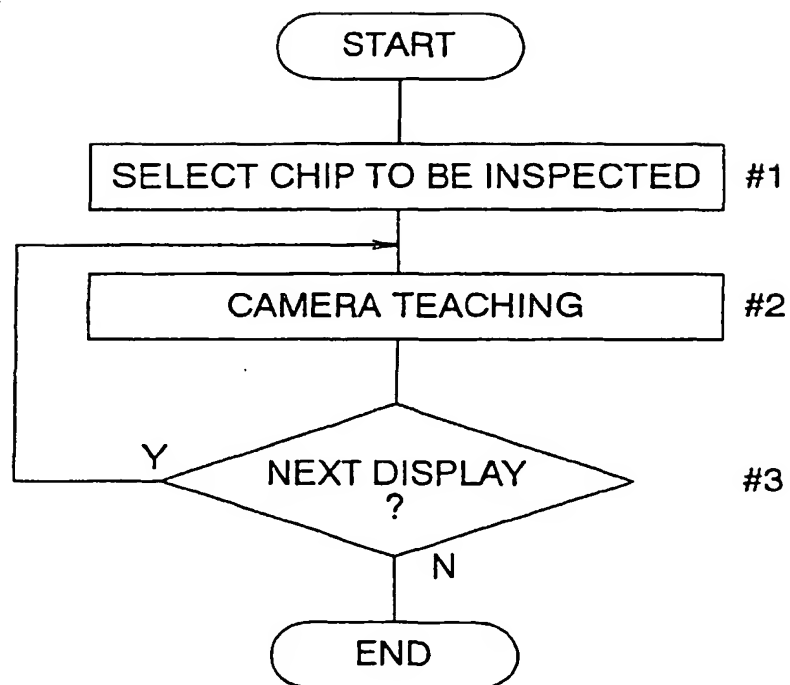 START
SELECT CHIP TO BE INSPECTED #1
CAMERA TEACHING #2
Y
NEXT DISPLAY #3
?
N
END